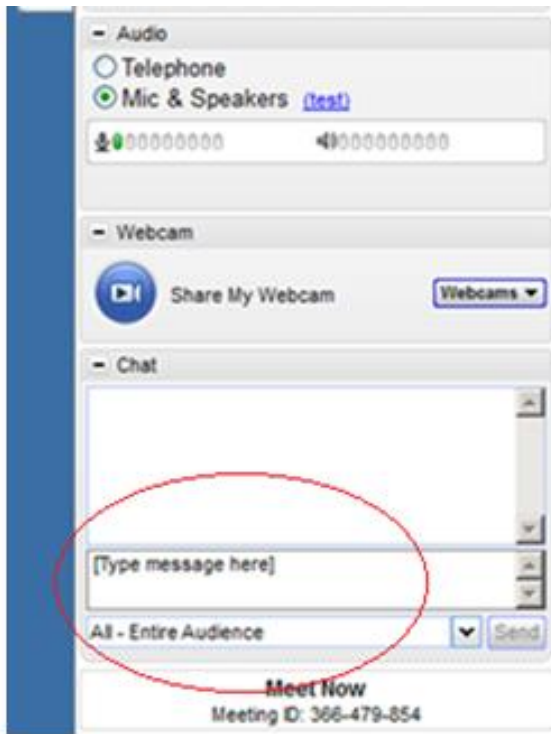 - Audio
Telephone
Mic & Speakers (test)
- Webcam
Share My Webcam Webcams
- Chat
[Type message here]
All - Entire Audience Send
Meet Now
Meeting ID: 366-479-854